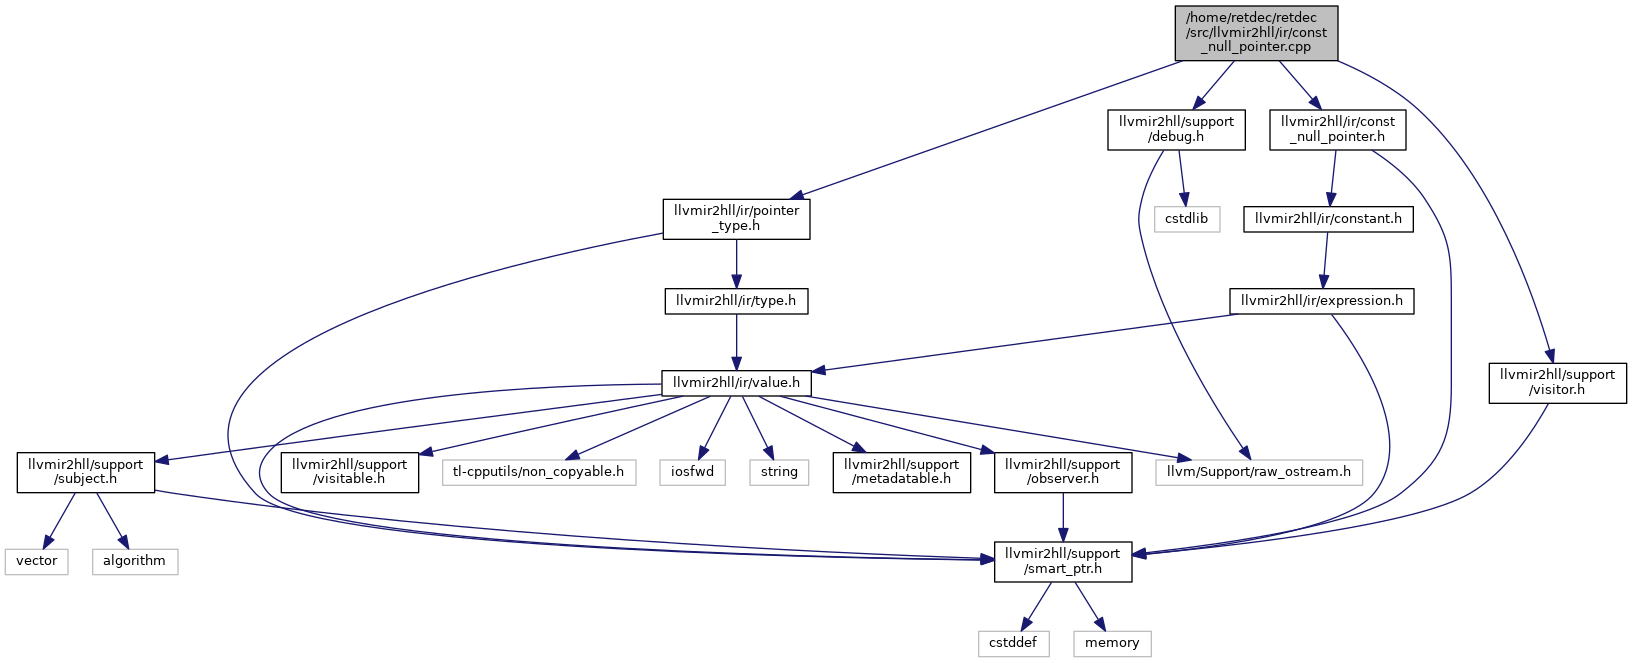 /home/retdec/retdec
/src/llvmir2hll/ir/const
_null_pointer.cpp
llvmir2hll/support
/debug.h
llvmir2hll/ir/const
_null_pointer.h
llvmir2hll/ir/pointer
_type.h
cstdlib
llvmir2hll/ir/constant.h
llvmir2hll/ir/type.h
llvmir2hll/ir/expression.h
llvmir2hll/ir/value.h
llvmir2hll/support
/visitor.h
llvmir2hll/support
/subject.h
llvmir2hll/support
/visitable.h
tl-cpputils/non_copyable.h
iosfwd
string
llvmir2hll/support
/metadatable.h
llvmir2hll/support
/observer.h
llvm/Support/raw_ostream.h
vector
algorithm
llvmir2hll/support
/smart_ptr.h
cstddef
memory